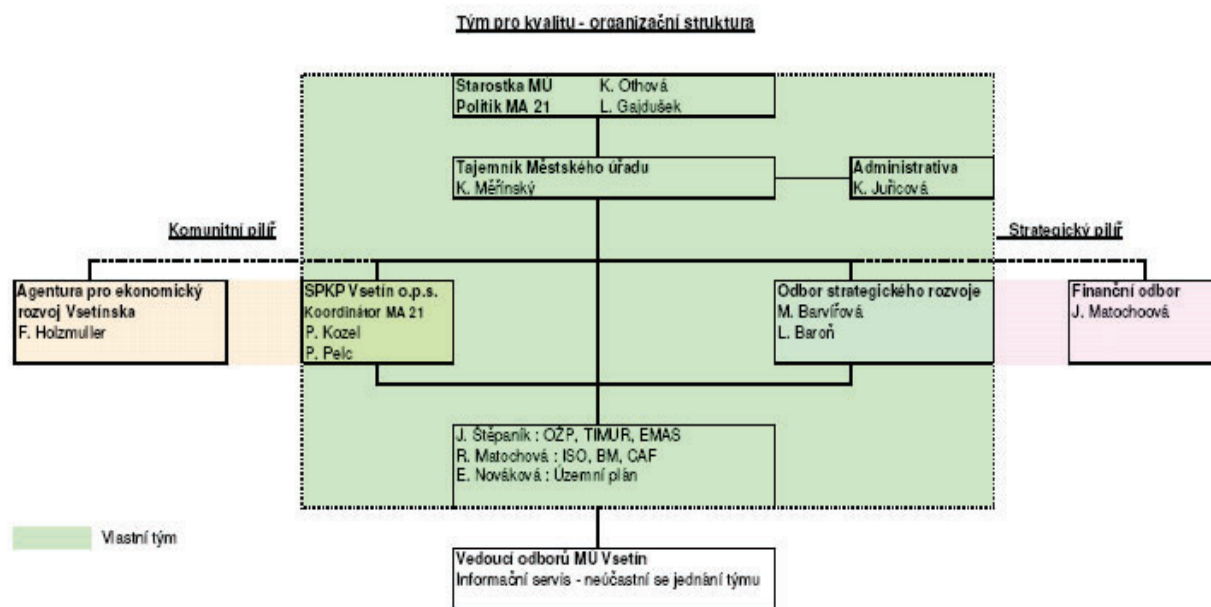 Tým pro kvalitu - organizační struktura
Starostka MÚ K. Othová
Politik MA 21 L. Gajdušek
Tajemník Městského úřadu
K. Měřínský
Administrativa
K. Juřicová
Komunitní pilíř
Strategický pilíř
Agentura pro ekonomický
rozvoj Vsetínska
F. Holzmuller
SPKP Vsetín o.p.s.
Koordinátor MA 21
P. Kozel
P. Pelc
Odbor strategického rozvoje
M. Barvířová
L. Baroň
Finanční odbor
J. Matochoová
J. Štěpaník : OŽP, TIMUR, EMAS
R. Matochová : ISO, BM, CAF
E. Nováková : Územní plán
Vlastní tým
Vedoucí odborů MÚ Vsetín
Informační servis - neúčastní se jednání týmu